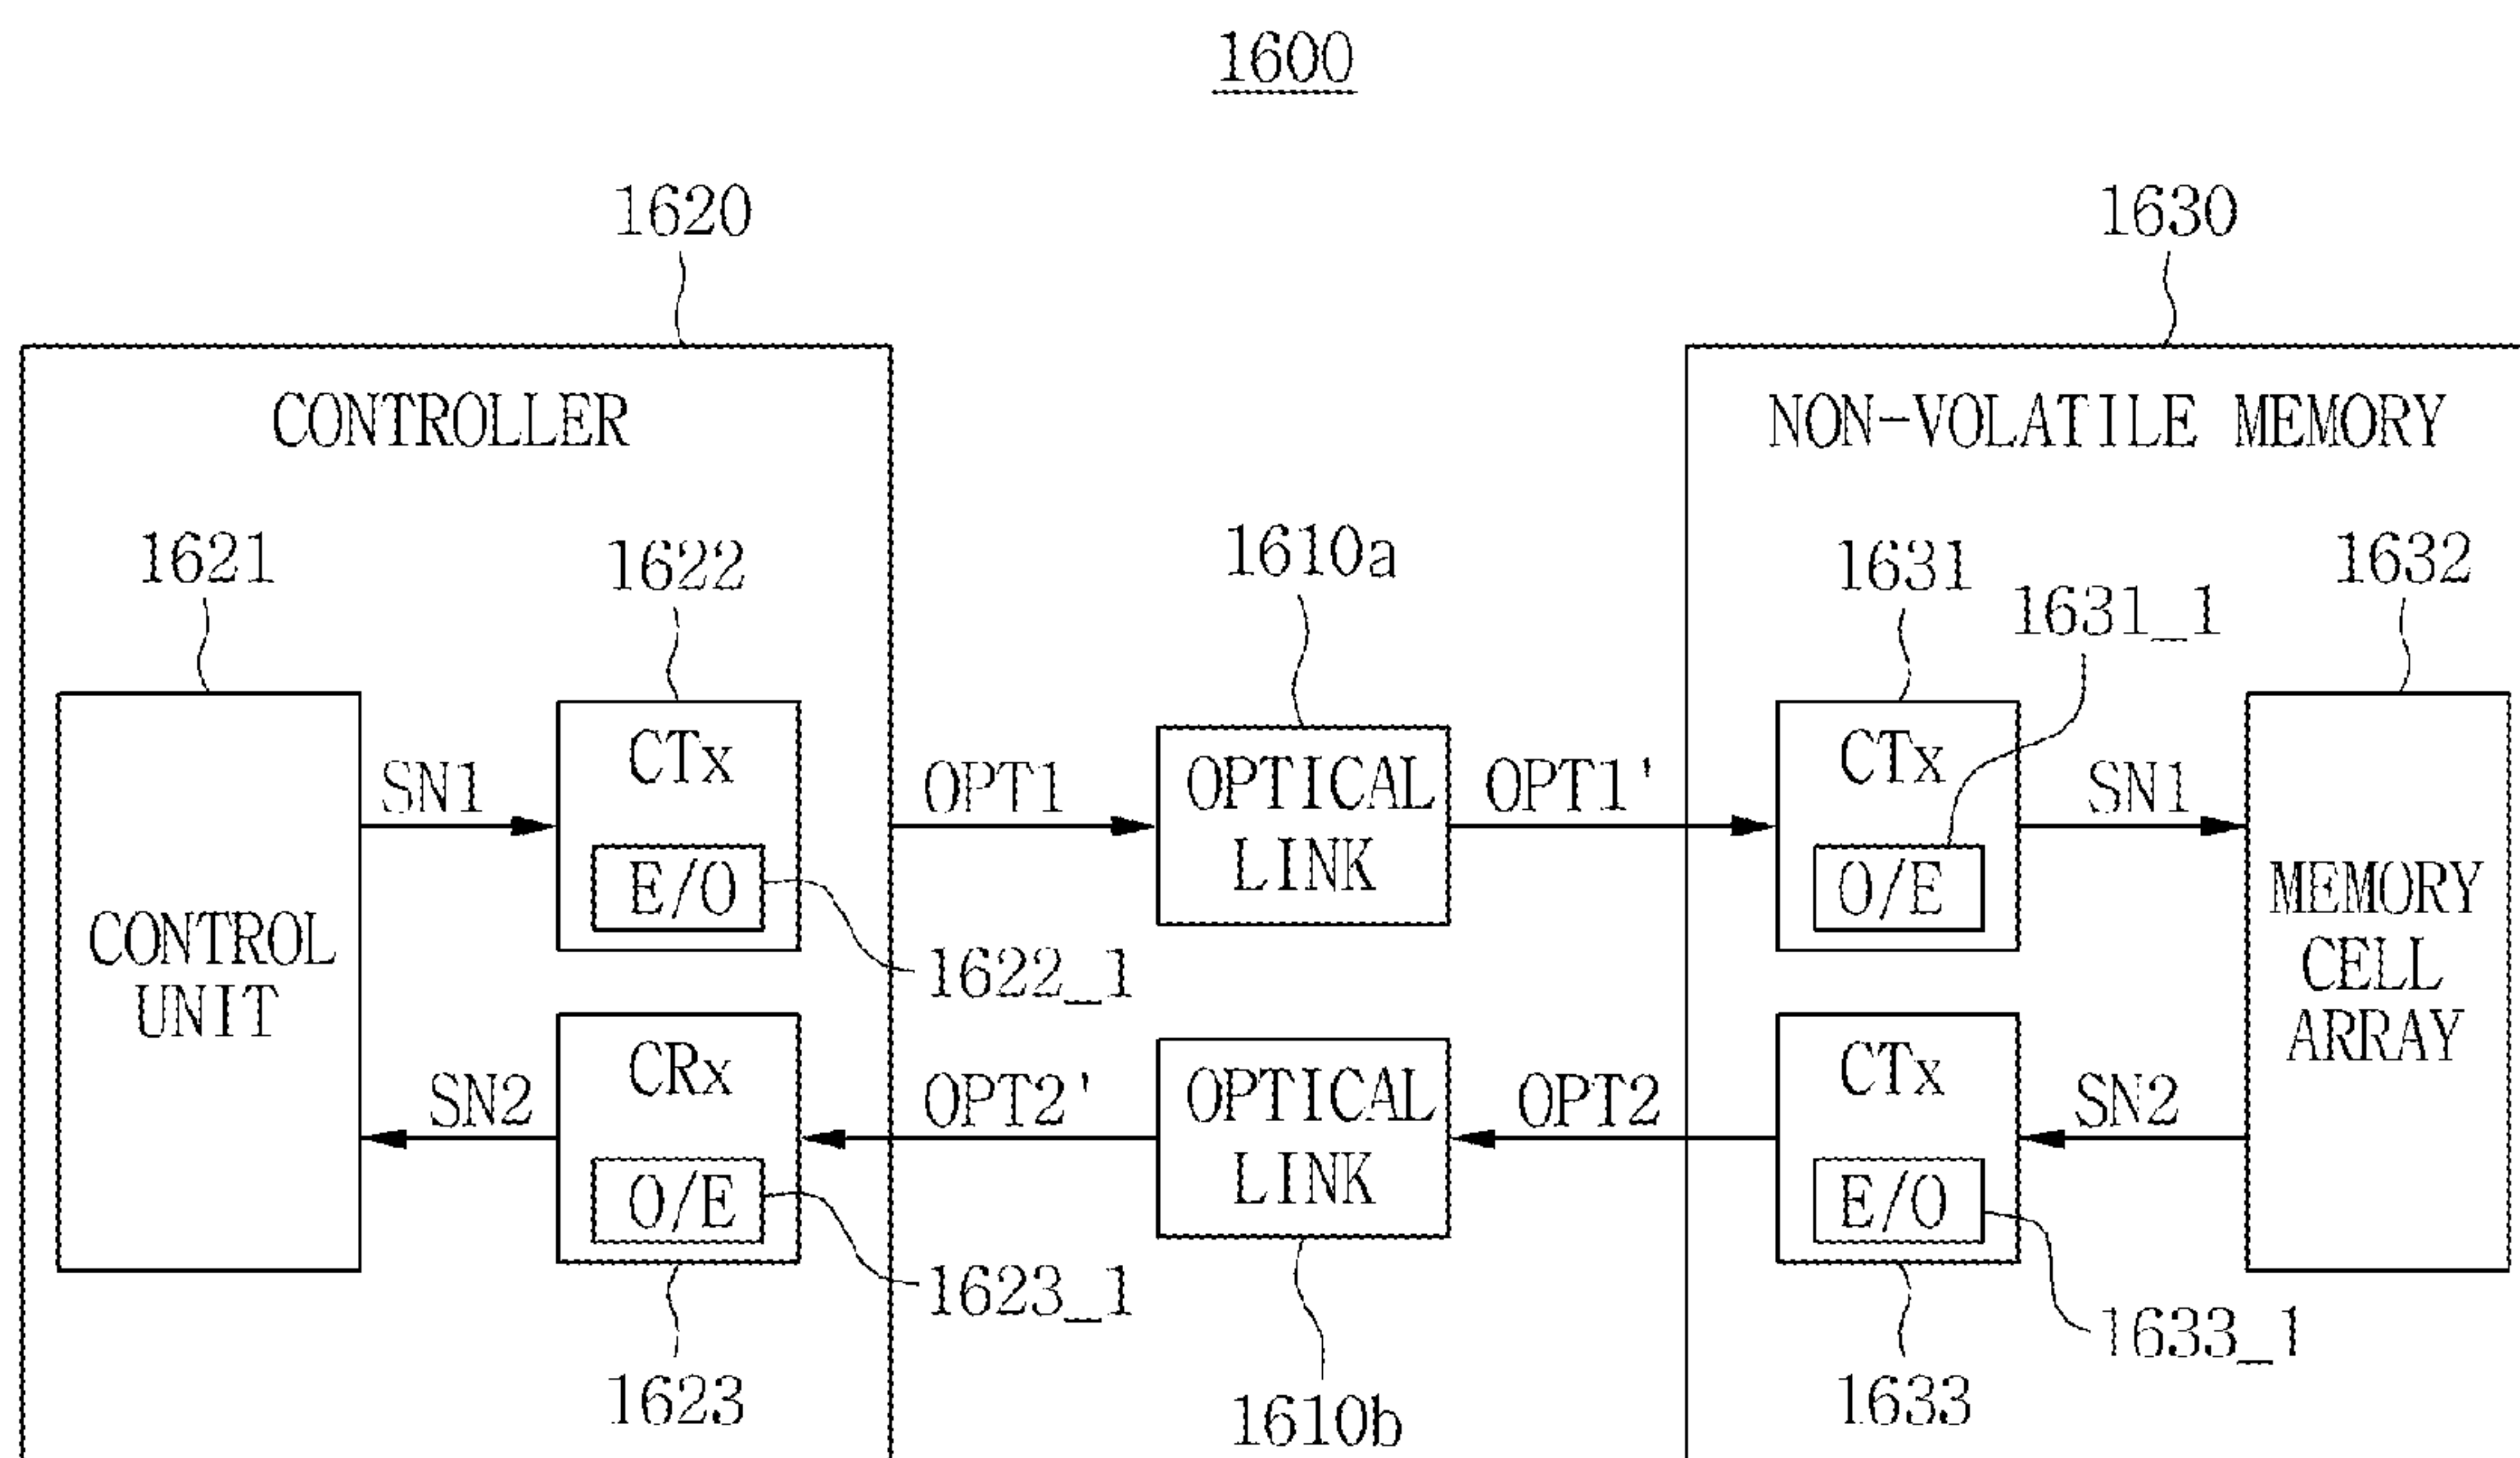 1600
1620
1630
CONTROLLER
NON-VOLATILE MEMORY
1621
1622
1610a
1631
1631_1
1632
CTx
CTx
SN1
OPT1
OPTICAL
LINK
OPT1'
SN1
E/O
O/E
CONTROL
UNIT
MEMORY
CELL
ARRAY
1622_1
CRx
CTx
SN2
OPT2'
OPTICAL
LINK
OPT2
SN2
O/E
E/O
1623_1
1633_1
1623
1610b
1633